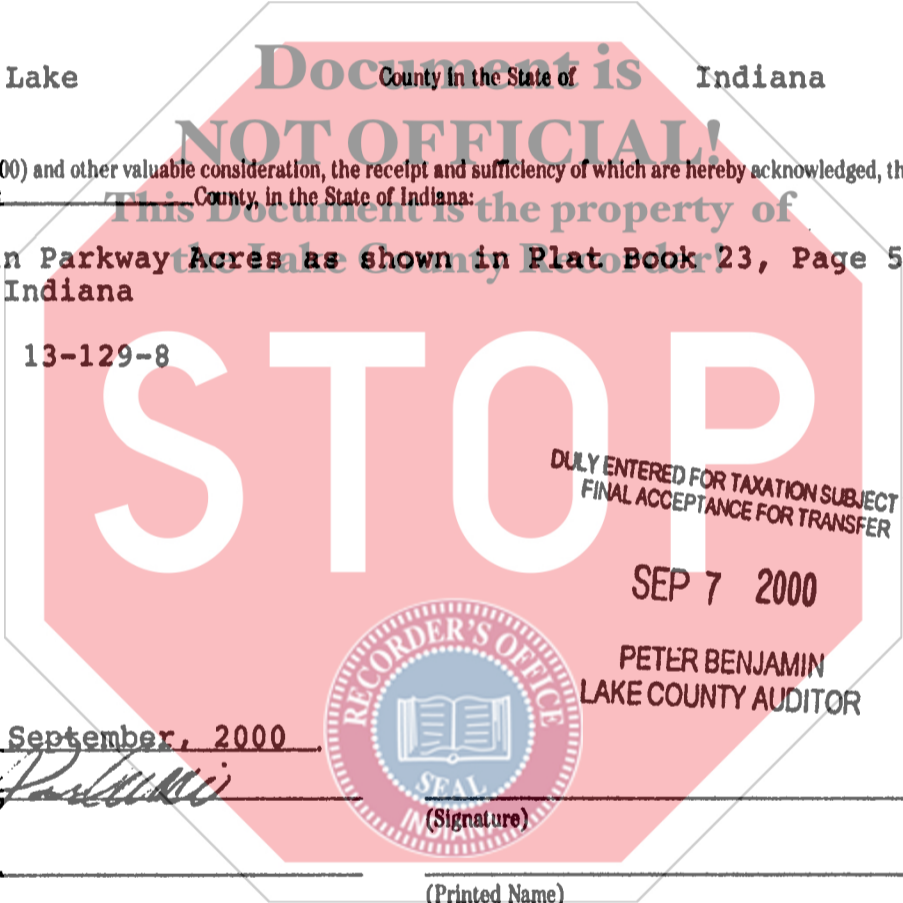 Document is
Lake County in the State of Indiana
NOT OFFICIAL!
00) and other valuable consideration, the receipt and sufficiency of which are hereby acknowledged, th
County, in the State of Indiana:
This Document is the property of
n Parkway Acres as shown in Plat Book 23, Page 5
the Lake County Recorder!
Indiana
13-129-8
STOP
DULY ENTERED FOR TAXATION SUBJECT
FINAL ACCEPTANCE FOR TRANSFER
SEP 7 2000
PETER BENJAMIN
LAKE COUNTY AUDITOR
RECORDER'S OFFICE
SEAL
INDIANA
September, 2000
(Signature)
(Printed Name)